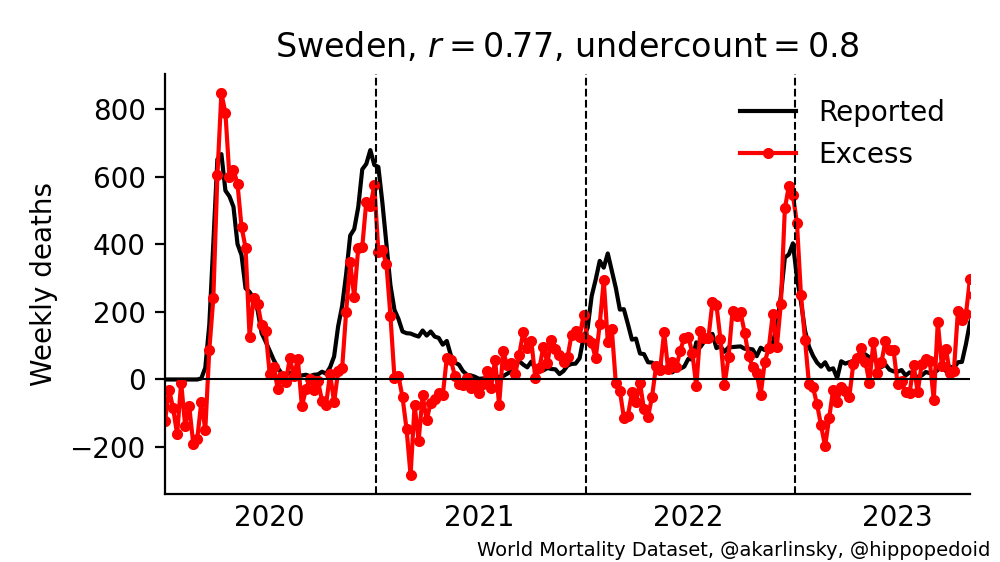 Sweden, r = 0.77, undercount = 0.8
Reported
Excess
Weekly deaths
800
600
400
200
0
−200
2020 2021 2022 2023
World Mortality Dataset, @akarlinsky, @hippopedoid